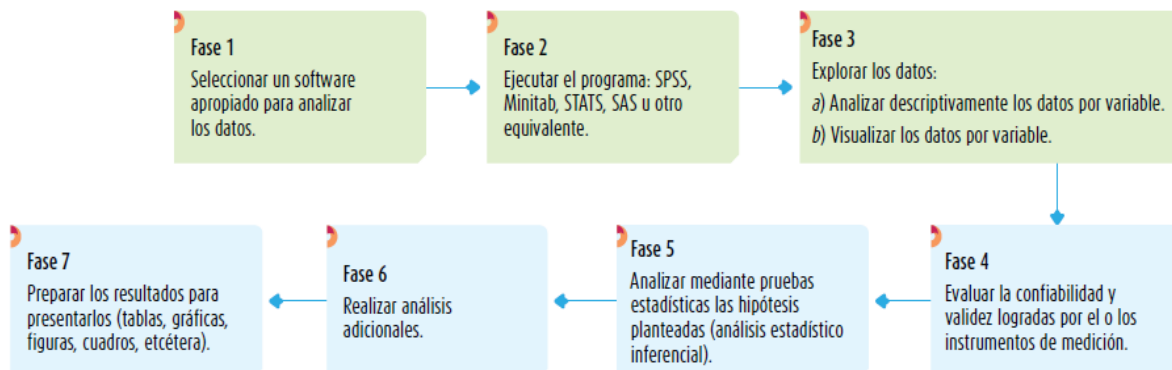 Fase 1
Seleccionar un software
apropiado para analizar
los datos.
Fase 2
Ejecutar el programa: SPSS,
Minitab, STATS, SAS u otro
equivalente.
Fase 3
Explorar los datos:
a) Analizar descriptivamente los datos por variable.
b) Visualizar los datos por variable.
Fase 4
Evaluar la confiabilidad y
validez logradas por el o los
instrumentos de medición.
Fase 5
Analizar mediante pruebas
estadísticas las hipótesis
planteadas (análisis estadístico
inferencial).
Fase 6
Realizar análisis
adicionales.
Fase 7
Preparar los resultados para
presentarlos (tablas, gráficas,
figuras, cuadros, etcétera).